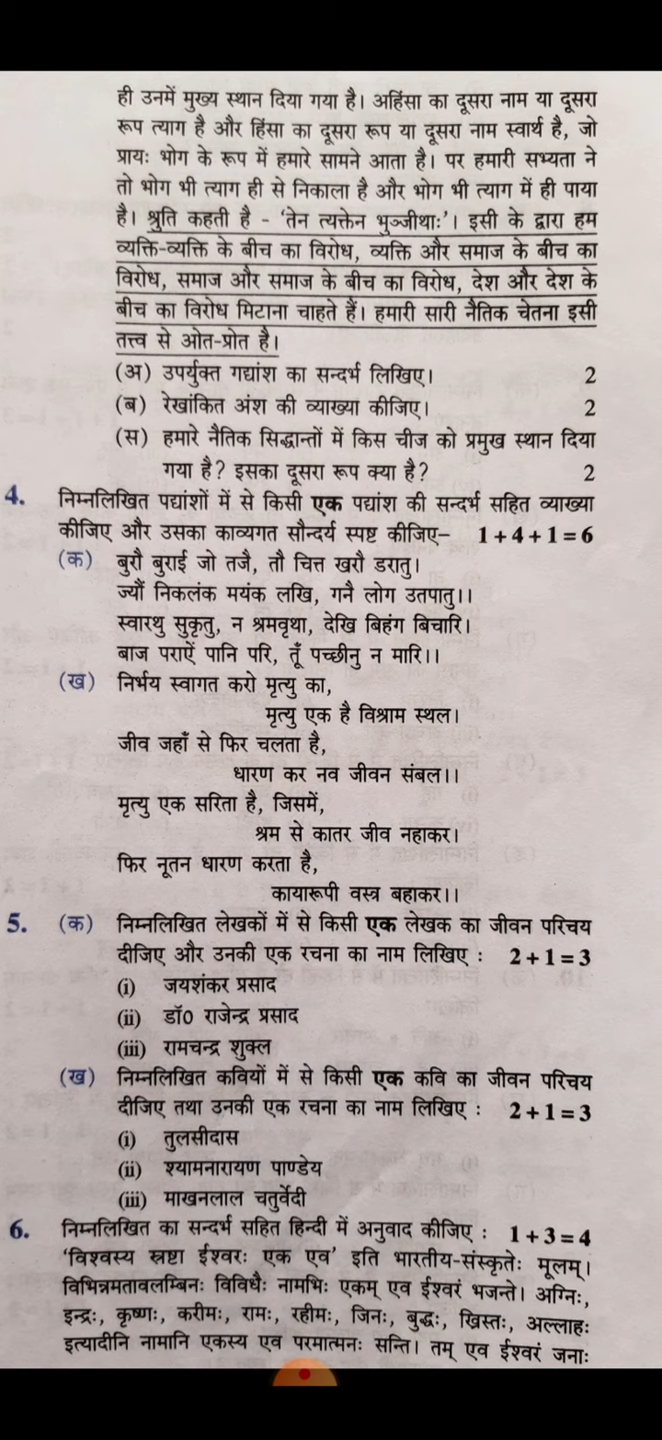 ही उनमें मुख्य स्थान दिया गया है। अहिंसा का दूसरा नाम या दूसरा
रूप त्याग है और हिंसा का दूसरा रूप या दूसरा नाम स्वार्थ है, जो
प्रायः भोग के रूप में हमारे सामने आता है। पर हमारी सभ्यता ने
तो भोग भी त्याग ही से निकाला है और भोग भी त्याग में ही पाया
है। श्रुति कहती है - 'तेन त्यक्तेन भुञ्जीथाः'। इसी के द्वारा हम
व्यक्ति-व्यक्ति के बीच का विरोध, व्यक्ति और समाज के बीच का
विरोध, समाज और समाज के बीच का विरोध, देश और देश के
बीच का विरोध मिटाना चाहते हैं। हमारी सारी नैतिक चेतना इसी
तत्त्व से ओत-प्रोत है।
(अ) उपर्युक्त गद्यांश का सन्दर्भ लिखिए। 2
(ब) रेखांकित अंश की व्याख्या कीजिए। 2
(स) हमारे नैतिक सिद्धान्तों में किस चीज को प्रमुख स्थान दिया
गया है? इसका दूसरा रूप क्या है? 2
4. निम्नलिखित पद्यांशों में से किसी एक पद्यांश की सन्दर्भ सहित व्याख्या
कीजिए और उसका काव्यगत सौन्दर्य स्पष्ट कीजिए– 1+4+1=6
(क) बुरौ बुराई जो तजै, तौ चित्त खरौ डरातु।
ज्यौं निकलंक मयंक लखि, गनै लोग उतपातु।।
स्वारथु सुकृतु, न श्रमवृथा, देखि बिहंग बिचारि।
बाज पराऐं पानि परि, तूँ पच्छीनु न मारि।।
(ख) निर्भय स्वागत करो मृत्यु का,
मृत्यु एक है विश्राम स्थल।
जीव जहाँ से फिर चलता है,
धारण कर नव जीवन संबल।।
मृत्यु एक सरिता है, जिसमें,
श्रम से कातर जीव नहाकर।
फिर नूतन धारण करता है,
कायारूपी वस्त्र बहाकर।।
5. (क) निम्नलिखित लेखकों में से किसी एक लेखक का जीवन परिचय
दीजिए और उनकी एक रचना का नाम लिखिए : 2+1=3
(i) जयशंकर प्रसाद
(ii) डॉ0 राजेन्द्र प्रसाद
(iii) रामचन्द्र शुक्ल
(ख) निम्नलिखित कवियों में से किसी एक कवि का जीवन परिचय
दीजिए तथा उनकी एक रचना का नाम लिखिए : 2+1=3
(i) तुलसीदास
(ii) श्यामनारायण पाण्डेय
(iii) माखनलाल चतुर्वेदी
6. निम्नलिखित का सन्दर्भ सहित हिन्दी में अनुवाद कीजिए : 1+3=4
'विश्वस्य स्रष्टा ईश्वरः एक एव' इति भारतीय-संस्कृतेः मूलम्।
विभिन्नमतावलम्बिनः विविधैः नामभिः एकम् एव ईश्वरं भजन्ते। अग्निः,
इन्द्रः, कृष्णः, करीमः, रामः, रहीमः, जिनः, बुद्धः, ख्रिस्तः, अल्लाहः
इत्यादीनि नामानि एकस्य एव परमात्मनः सन्ति। तम् एव ईश्वरं जनाः